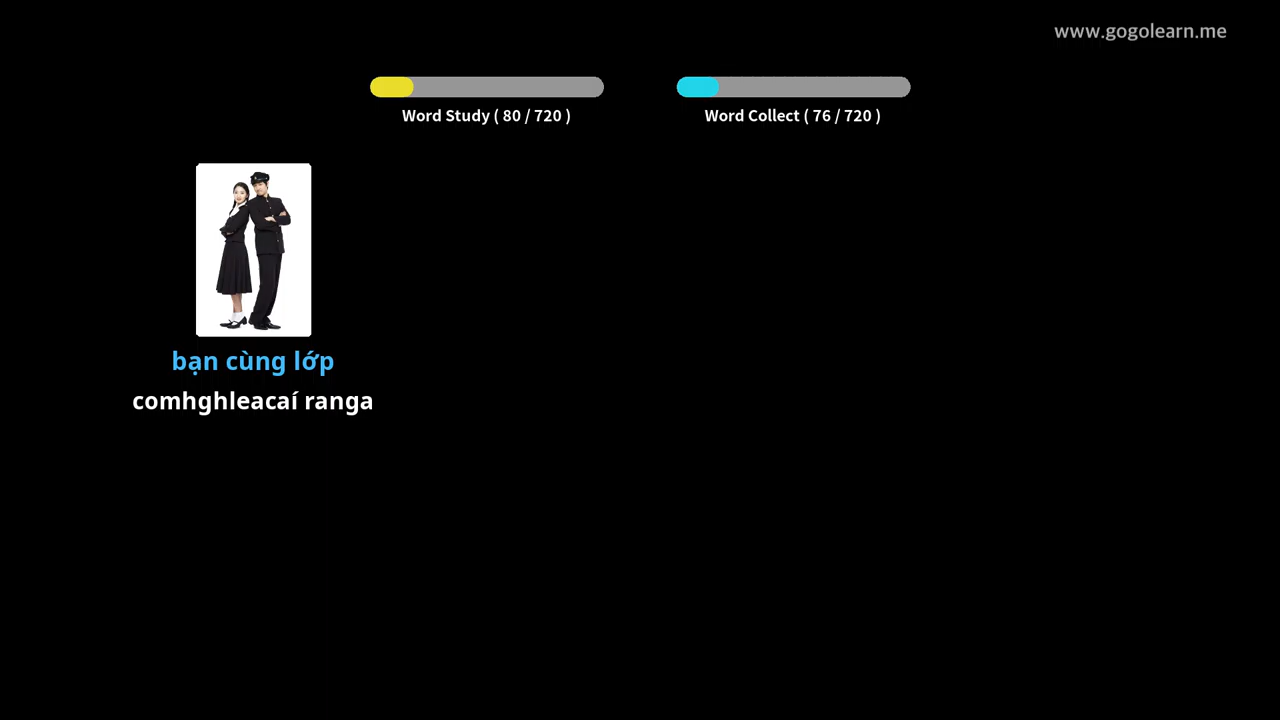 www.gogolearn.me
Word Study ( 80 / 720 )
Word Collect ( 76 / 720 )
bạn cùng lớp
comhghleacaí ranga